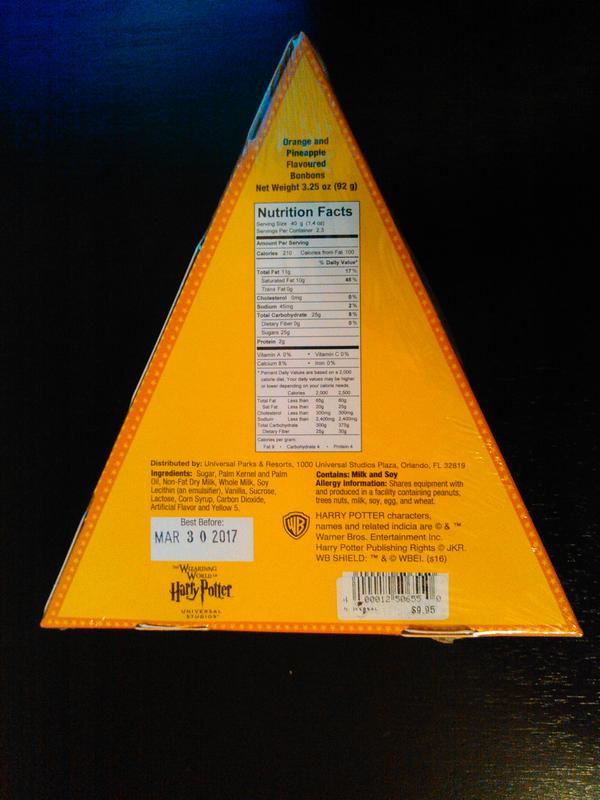 Orange and
Pineapple
Flavoured
Bonbons
Net Weight 3.25 oz (92 g)
Nutrition Facts
Serving Size 40 g (1.4 oz)
Servings Per Container 2.3
Amount Per Serving
Calories 210 Calories from Fat 100
% Daily Value*
Total Fat 11g 17%
Saturated Fat 10g 48%
Trans Fat 0g
Cholesterol 0mg 0%
Sodium 45mg 2%
Total Carbohydrate 25g 8%
Dietary Fiber 0g 0%
Sugars 25g
Protein 2g
Vitamin A 0% • Vitamin C 0%
Calcium 8% • Iron 0%
*Percent Daily Values are based on a 2,000
calorie diet. Your daily values may be higher
or lower depending on your calorie needs.
Calories 2,000 2,500
Total Fat Less than 65g 80g
Sat Fat Less than 20g 25g
Cholesterol Less than 300mg 300mg
Sodium Less than 2,400mg 2,400mg
Total Carbohydrate 300g 375g
Dietary Fiber 25g 30g
Calories per gram:
Fat 9 • Carbohydrate 4 • Protein 4
Distributed by: Universal Parks & Resorts, 1000 Universal Studios Plaza, Orlando, FL 32819
Ingredients: Sugar, Palm Kernel and Palm
Oil, Non-Fat Dry Milk, Whole Milk, Soy
Lecithin (an emulsifier), Vanilla, Sucrose,
Lactose, Corn Syrup, Carbon Dioxide,
Artificial Flavor and Yellow 5.
Contains: Milk and Soy
Allergy Information: Shares equipment with
and produced in a facility containing peanuts,
trees nuts, milk, soy, egg, and wheat.
Best Before:
MAR 30 2017
WB
HARRY POTTER characters,
names and related indicia are © & ™
Warner Bros. Entertainment Inc.
Harry Potter Publishing Rights © JKR.
WB SHIELD: ™ & © WBEI. (s16)
THE WIZARDING
WORLD OF
Harry Potter
UNIVERSAL
STUDIOS
4 00012 50655 0
$9.95